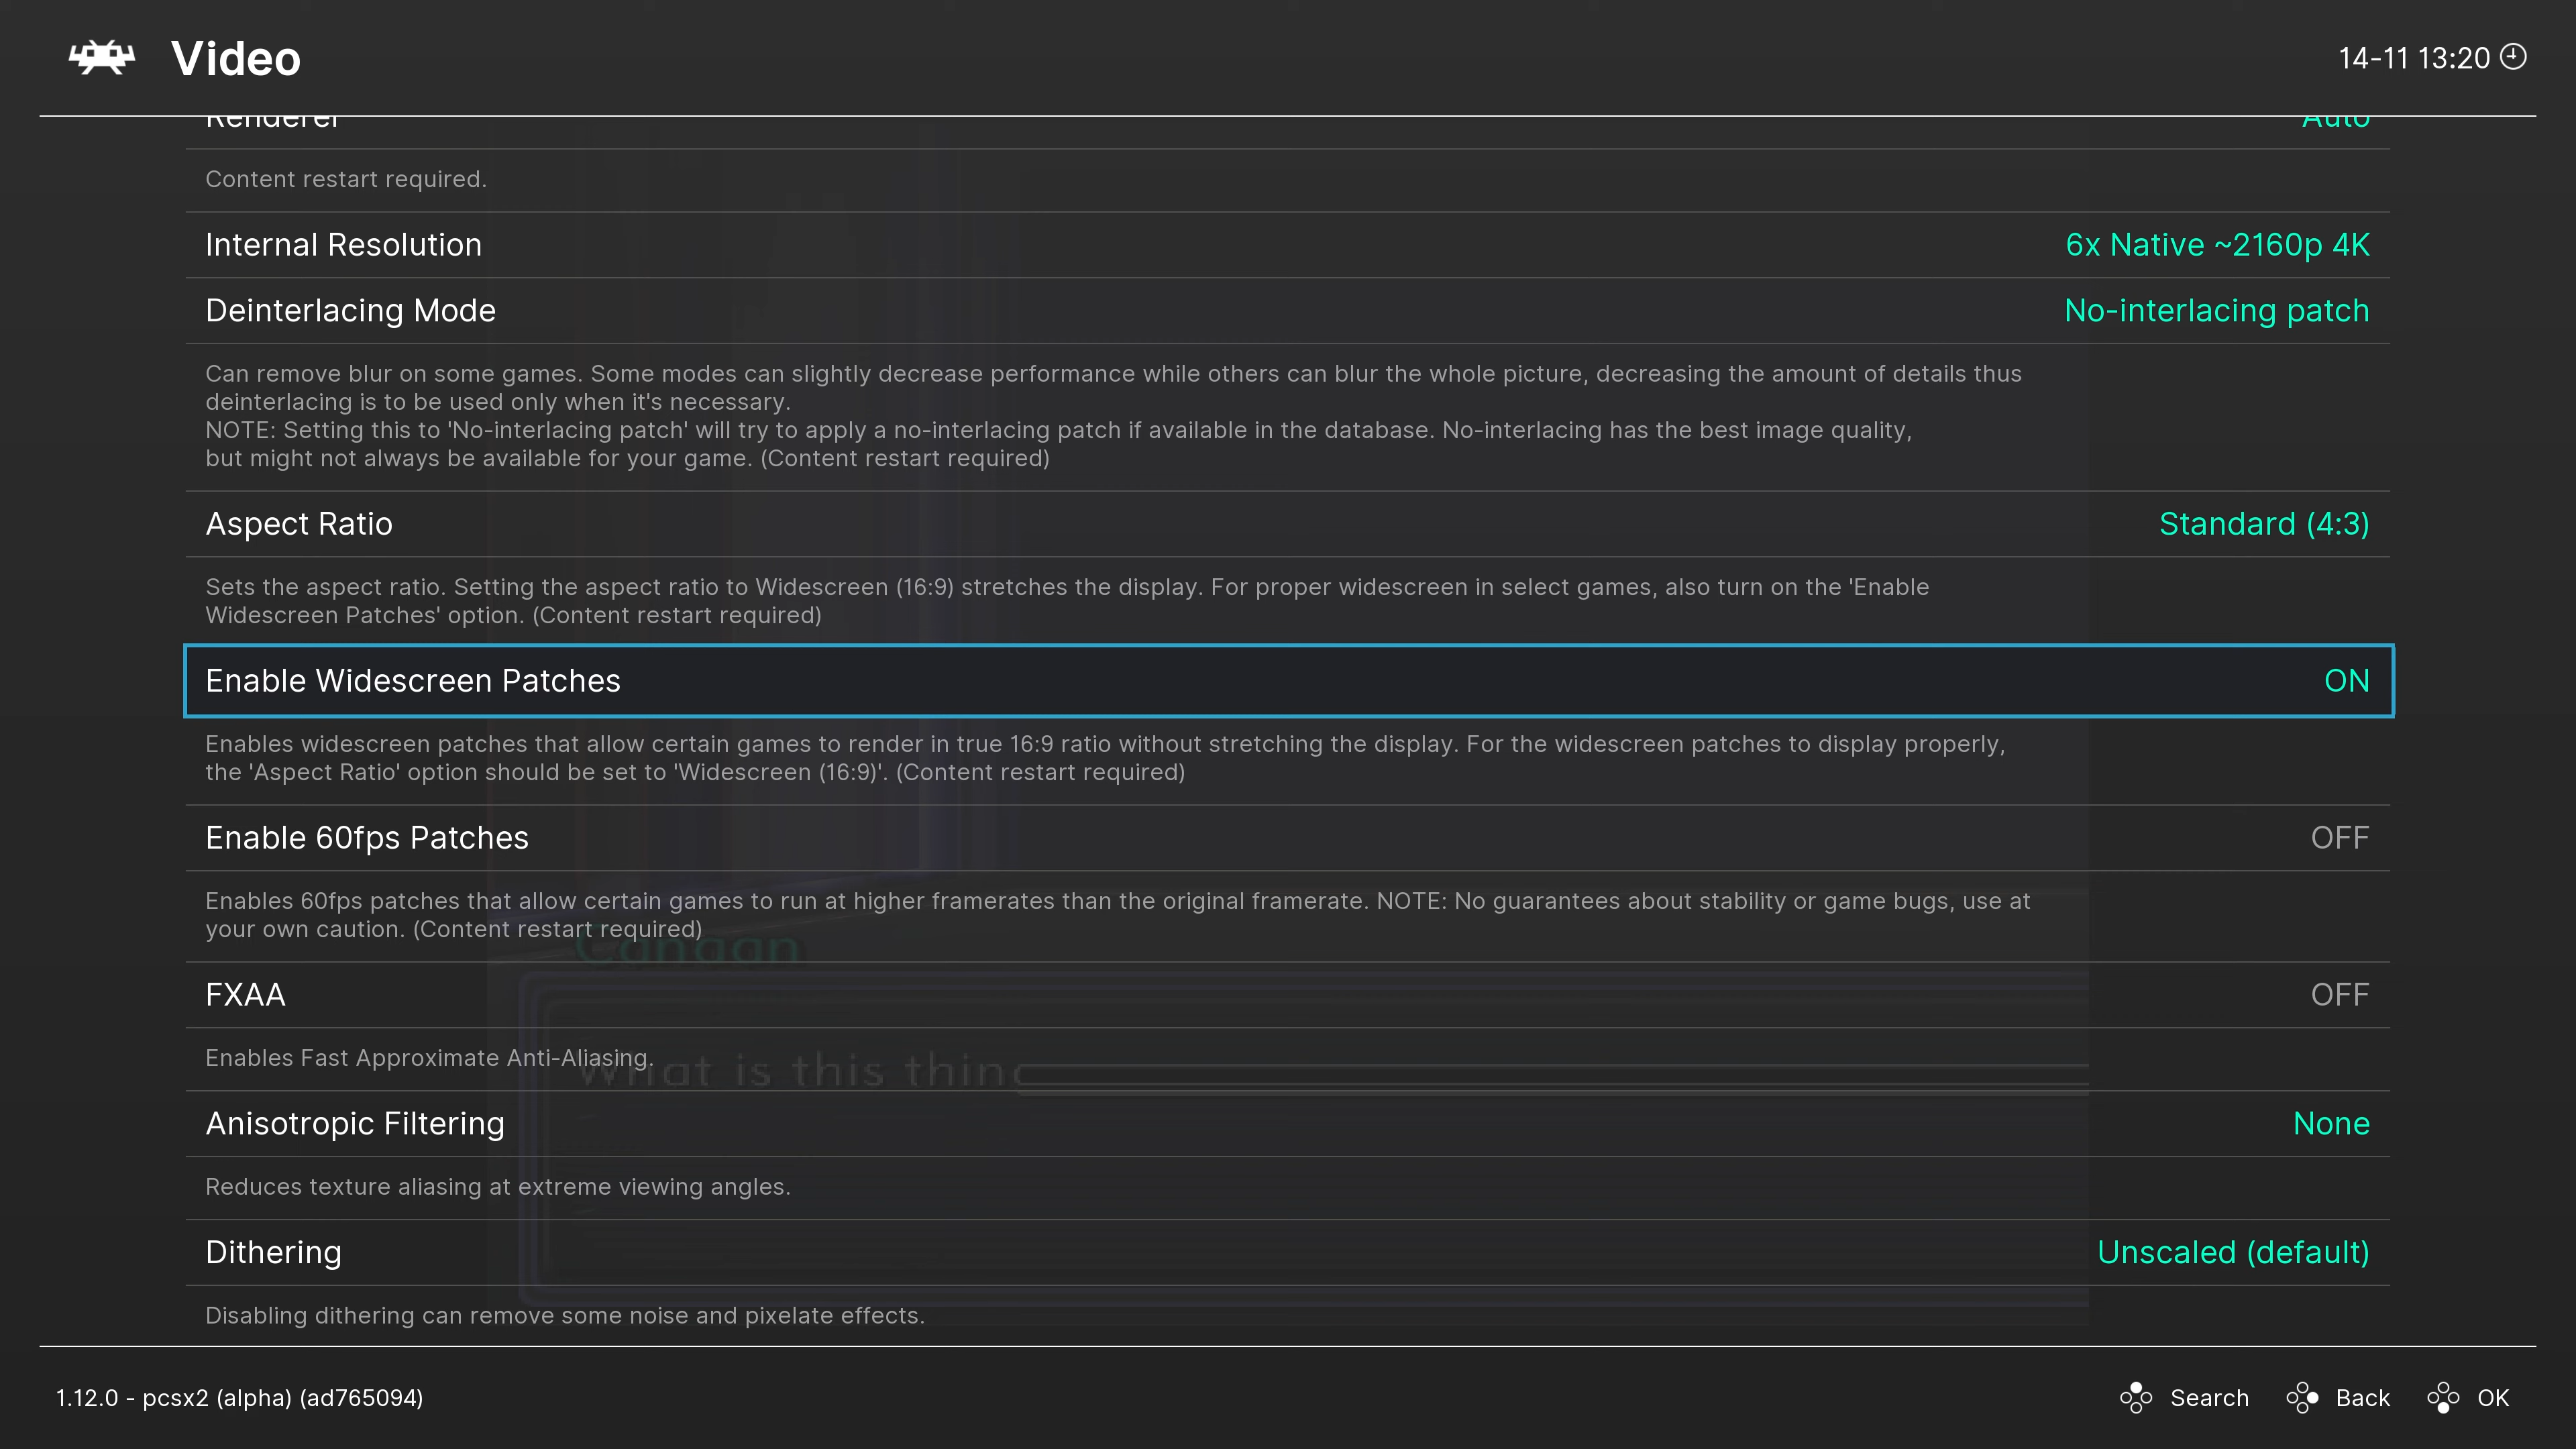 Video
14-11 13:20
Renderer Auto
Content restart required.
Internal Resolution 6x Native ~2160p 4K
Deinterlacing Mode No-interlacing patch
Can remove blur on some games. Some modes can slightly decrease performance while others can blur the whole picture, decreasing the amount of details thus
deinterlacing is to be used only when it's necessary.
NOTE: Setting this to 'No-interlacing patch' will try to apply a no-interlacing patch if available in the database. No-interlacing has the best image quality,
but might not always be available for your game. (Content restart required)
Aspect Ratio Standard (4:3)
Sets the aspect ratio. Setting the aspect ratio to Widescreen (16:9) stretches the display. For proper widescreen in select games, also turn on the 'Enable
Widescreen Patches' option. (Content restart required)
Enable Widescreen Patches ON
Enables widescreen patches that allow certain games to render in true 16:9 ratio without stretching the display. For the widescreen patches to display properly,
the 'Aspect Ratio' option should be set to 'Widescreen (16:9)'. (Content restart required)
Enable 60fps Patches OFF
Enables 60fps patches that allow certain games to run at higher framerates than the original framerate. NOTE: No guarantees about stability or game bugs, use at
your own caution. (Content restart required)
Canaan
FXAA OFF
Enables Fast Approximate Anti-Aliasing.
What is this thing
Anisotropic Filtering None
Reduces texture aliasing at extreme viewing angles.
Dithering Unscaled (default)
Disabling dithering can remove some noise and pixelate effects.
1.12.0 - pcsx2 (alpha) (ad765094)
Search Back OK